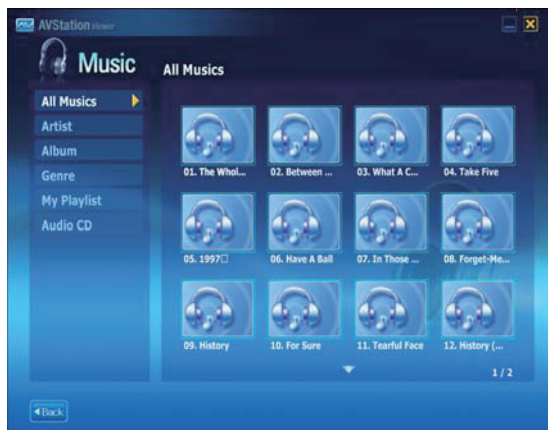 AVStation Viewer
Music
All Musics
All Musics
Artist
Album
Genre
My Playlist
Audio CD
01. The Whol...
02. Between ...
03. What A C...
04. Take Five
05. 1997□
06. Have A Ball
07. In Those ...
08. Forget-Me...
09. History
10. For Sure
11. Tearful Face
12. History (...
1 / 2
Back